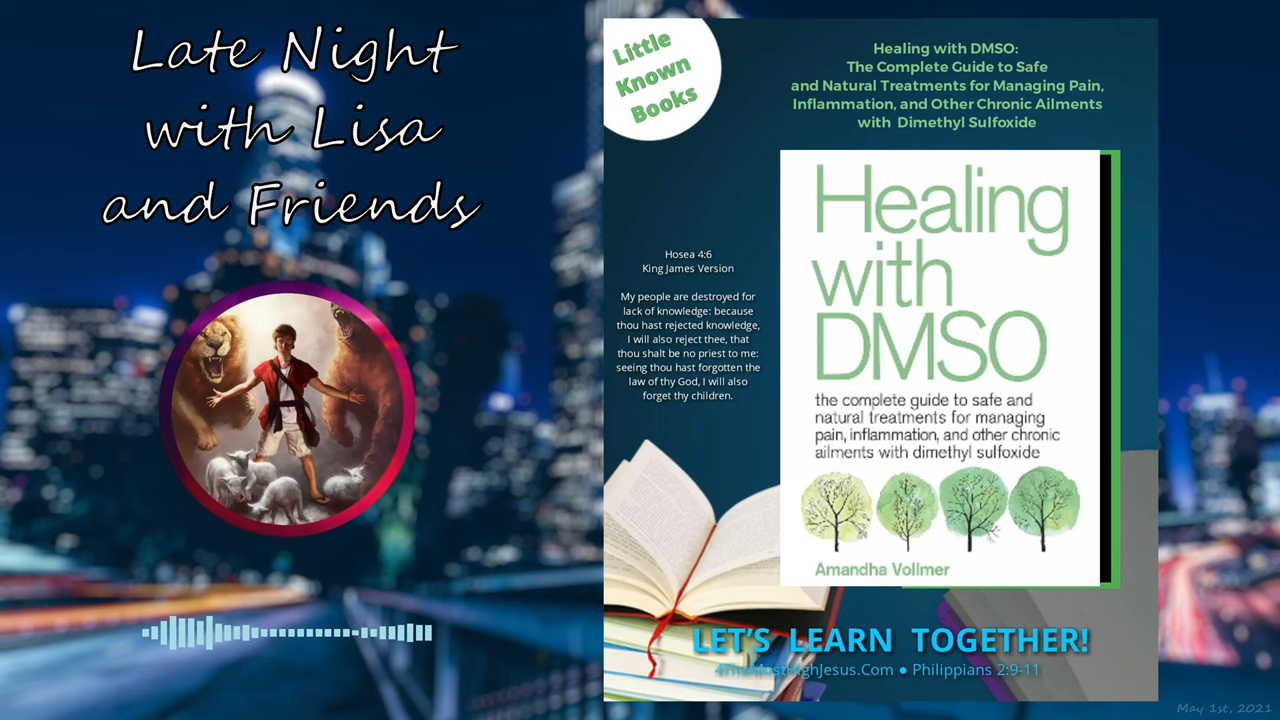 Late Night
with Lisa
and Friends
Little
Known
Books
Healing with DMSO:
The Complete Guide to Safe
and Natural Treatments for Managing Pain,
Inflammation, and Other Chronic Ailments
with Dimethyl Sulfoxide
Hosea 4:6
King James Version
My people are destroyed for
lack of knowledge: because
thou hast rejected knowledge,
I will also reject thee, that
thou shalt be no priest to me:
seeing thou hast forgotten the
law of thy God, I will also
forget thy children.
Healing
with
DMSO
the complete guide to safe and
natural treatments for managing
pain, inflammation, and other chronic
ailments with dimethyl sulfoxide
Amandha Vollmer
LET'S LEARN TOGETHER!
4TheMostHighJesus.Com ● Philippians 2:9-11
May 1st, 2021